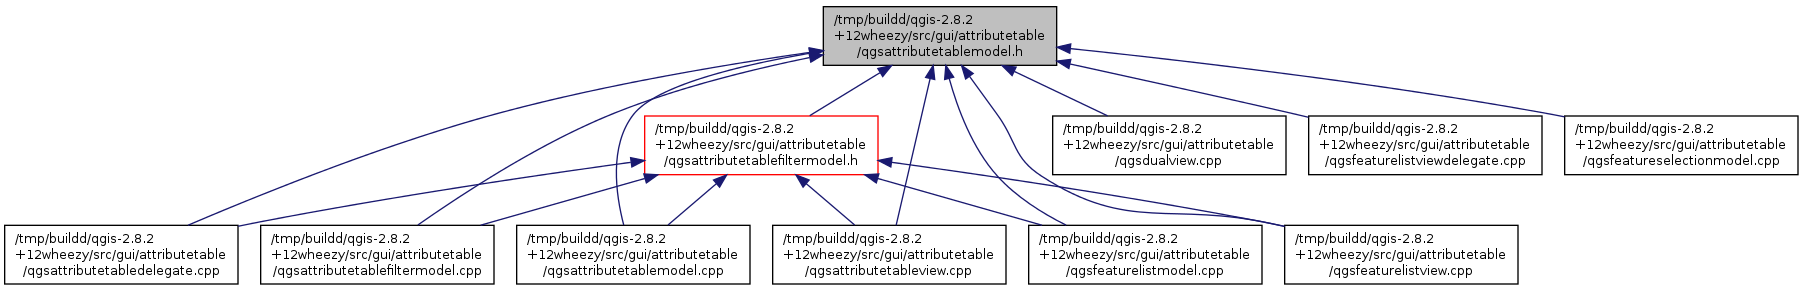 /tmp/buildd/qgis-2.8.2
+12wheezy/src/gui/attributetable
/qgsattributetablemodel.h
/tmp/buildd/qgis-2.8.2
+12wheezy/src/gui/attributetable
/qgsattributetablefiltermodel.h
/tmp/buildd/qgis-2.8.2
+12wheezy/src/gui/attributetable
/qgsdualview.cpp
/tmp/buildd/qgis-2.8.2
+12wheezy/src/gui/attributetable
/qgsfeaturelistviewdelegate.cpp
/tmp/buildd/qgis-2.8.2
+12wheezy/src/gui/attributetable
/qgsfeatureselectionmodel.cpp
/tmp/buildd/qgis-2.8.2
+12wheezy/src/gui/attributetable
/qgsattributetabledelegate.cpp
/tmp/buildd/qgis-2.8.2
+12wheezy/src/gui/attributetable
/qgsattributetablefiltermodel.cpp
/tmp/buildd/qgis-2.8.2
+12wheezy/src/gui/attributetable
/qgsattributetablemodel.cpp
/tmp/buildd/qgis-2.8.2
+12wheezy/src/gui/attributetable
/qgsattributetableview.cpp
/tmp/buildd/qgis-2.8.2
+12wheezy/src/gui/attributetable
/qgsfeaturelistmodel.cpp
/tmp/buildd/qgis-2.8.2
+12wheezy/src/gui/attributetable
/qgsfeaturelistview.cpp